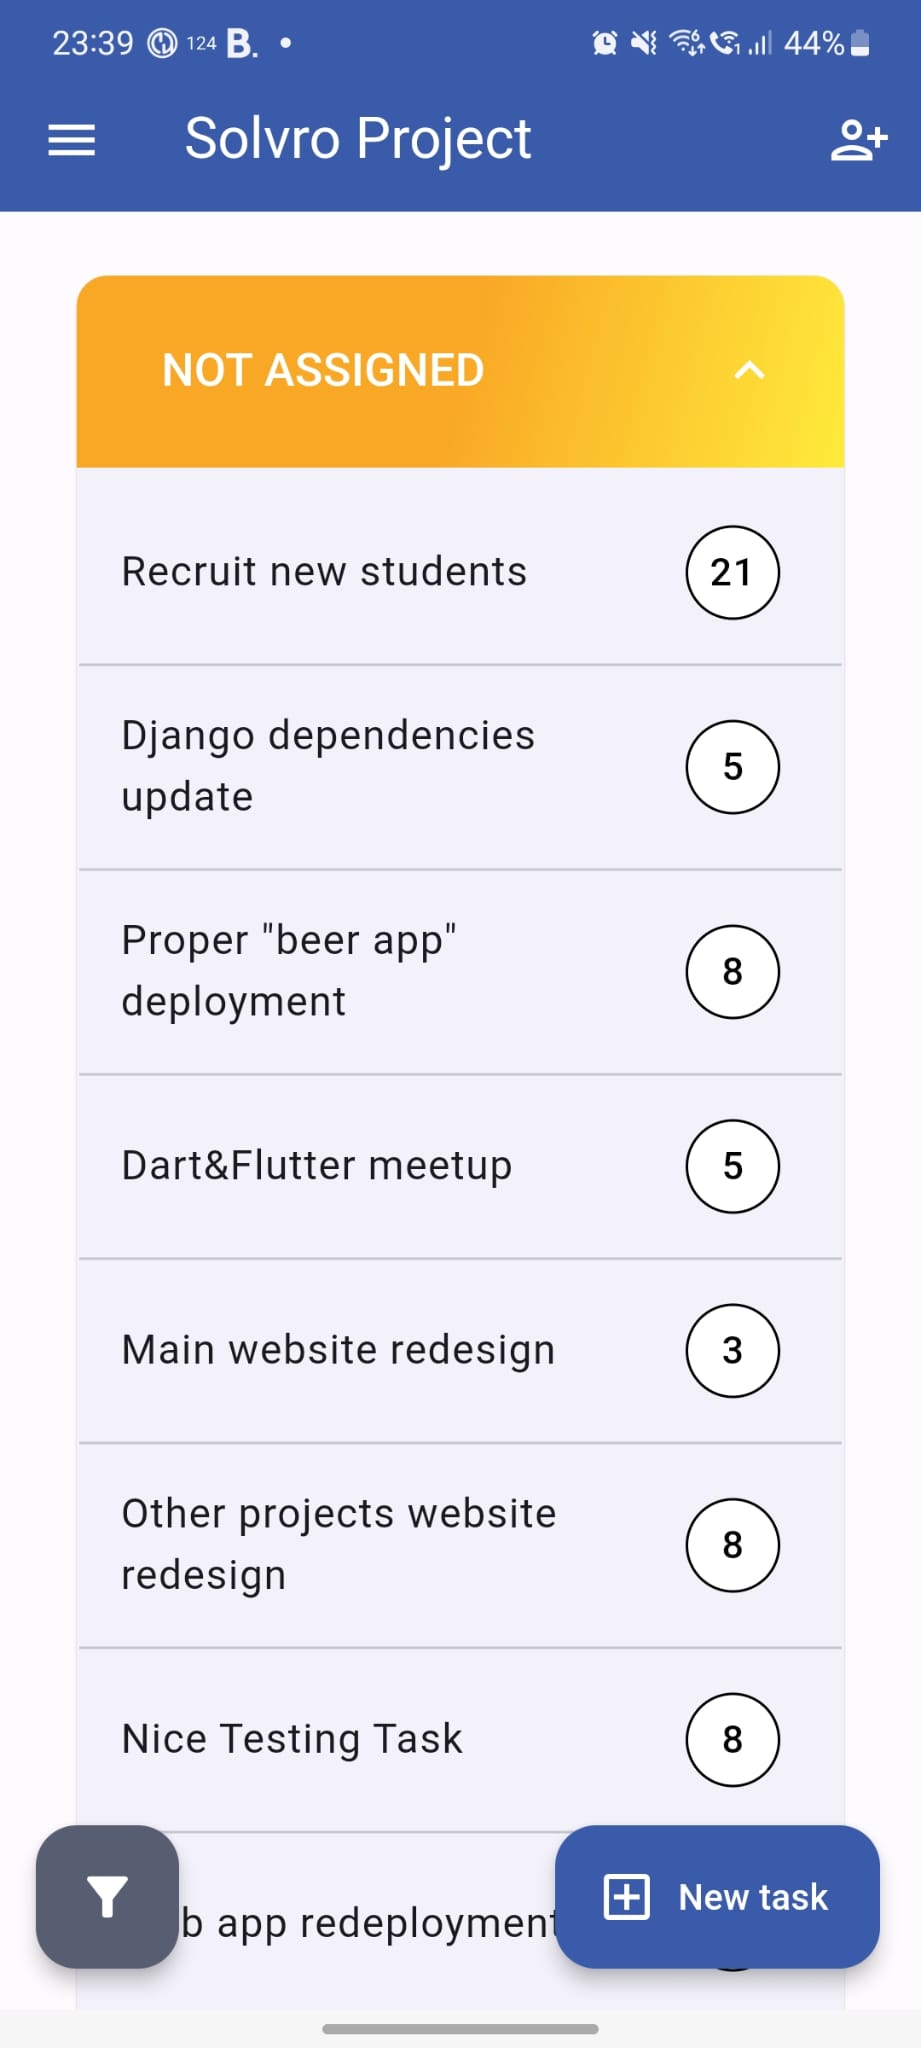 23:39 124 B. 44%
Solvro Project
NOT ASSIGNED
Recruit new students 21
Django dependencies
update
5
Proper "beer app"
deployment
8
Dart&Flutter meetup 5
Main website redesign 3
Other projects website
redesign
8
Nice Testing Task 8
app redeployment
New task